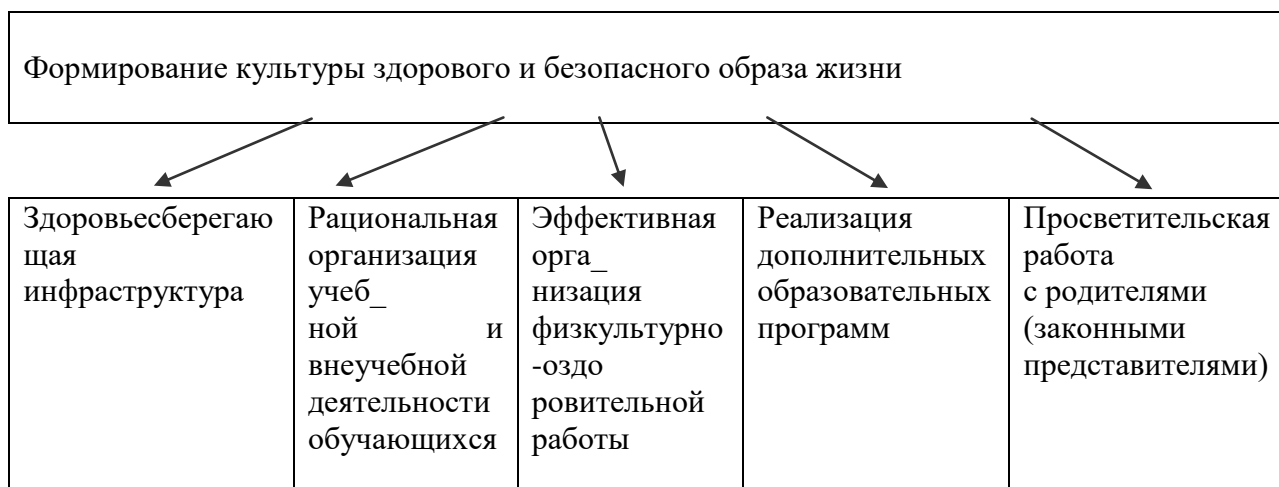 Формирование культуры здорового и безопасного образа жизни
Здоровьесберегаю
щая
инфраструктура
Рациональная
организация
учеб_
ной и
внеучебной
деятельности
обучающихся
Эффективная
орга_
низация
физкультурно
-оздо
ровительной
работы
Реализация
дополнительных
образовательных
программ
Просветительская
работа
с родителями
(законными
представителями)